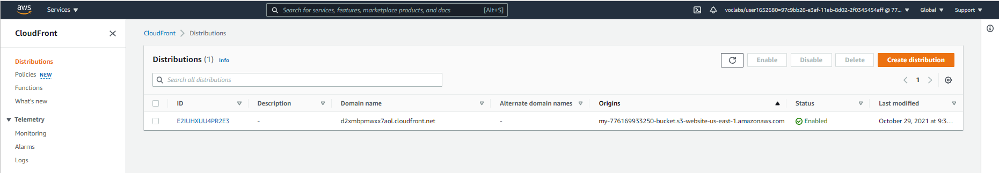 aws Services Search for services, features, marketplace products, and docs [Alt+S] voclabs/user1652680=97c9bb26-e3af-11eb-8d02-2f0345454aff @ 77... Global Support
CloudFront
CloudFront Distributions
Distributions
Policies NEW
Functions
What's new
Telemetry
Monitoring
Alarms
Logs
Distributions (1) Info
Enable Disable Delete Create distribution
Search all distributions
1
ID Description Domain name Alternate domain names Origins Status Last modified
E2IUHXUU4PR2E3 - d2xmbpmwxx7aol.cloudfront.net - my-776169933250-bucket.s3-website-us-east-1.amazonaws.com Enabled October 29, 2021 at 9:3...